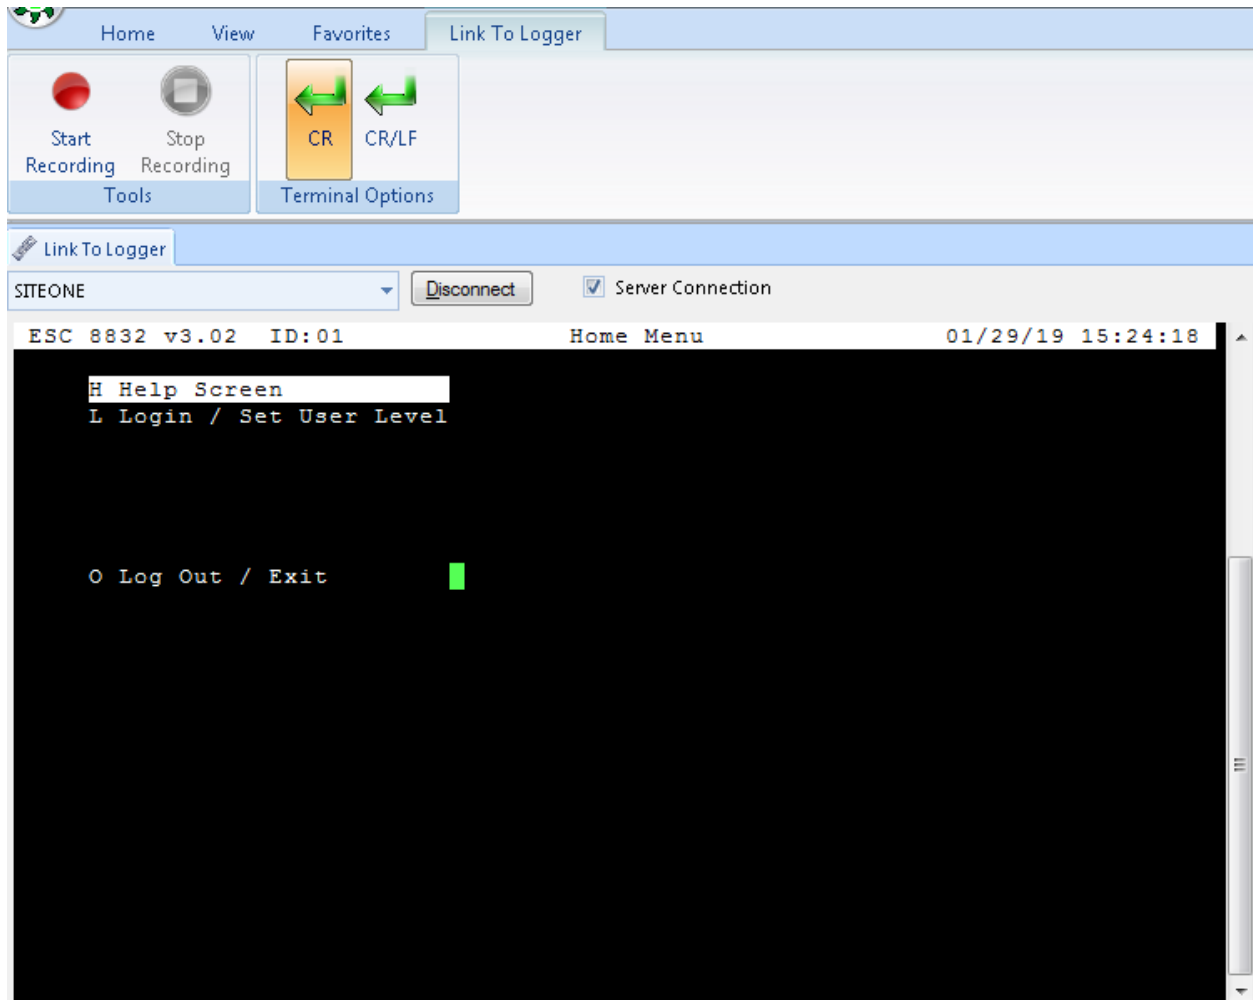 Home View Favorites Link To Logger
Start Recording
Stop Recording
CR CR/LF
Tools Terminal Options
Link To Logger
SITEONE Disconnect Server Connection
ESC 8832 v3.02 ID:01 Home Menu 01/29/19 15:24:18
H Help Screen
L Login / Set User Level
O Log Out / Exit